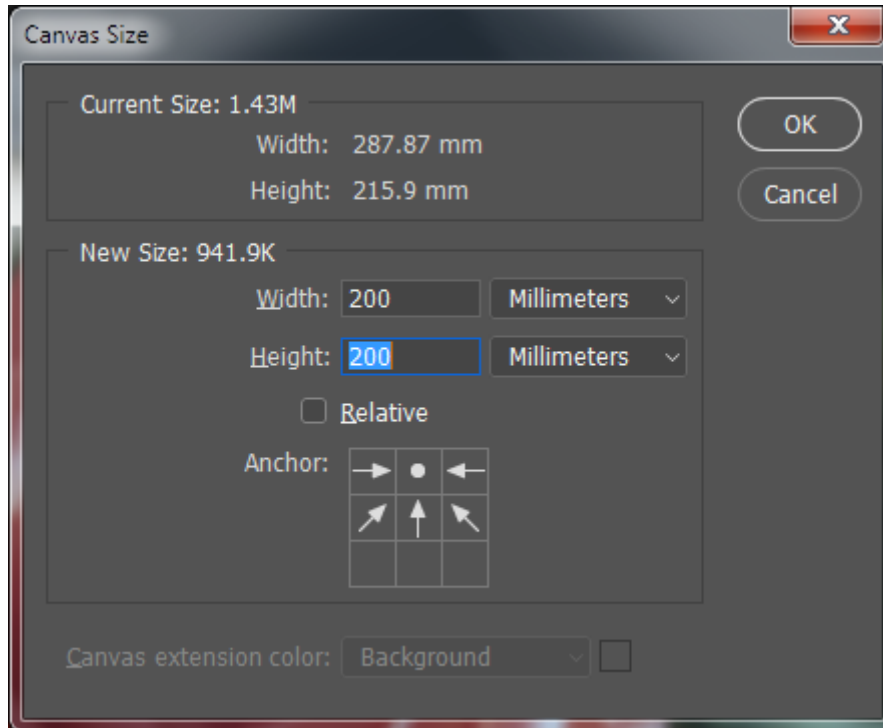 Canvas Size
Current Size: 1.43M
Width: 287.87 mm
Height: 215.9 mm
OK
Cancel
New Size: 941.9K
Width: 200 Millimeters
Height: 200 Millimeters
Relative
Anchor:
Canvas extension color: Background